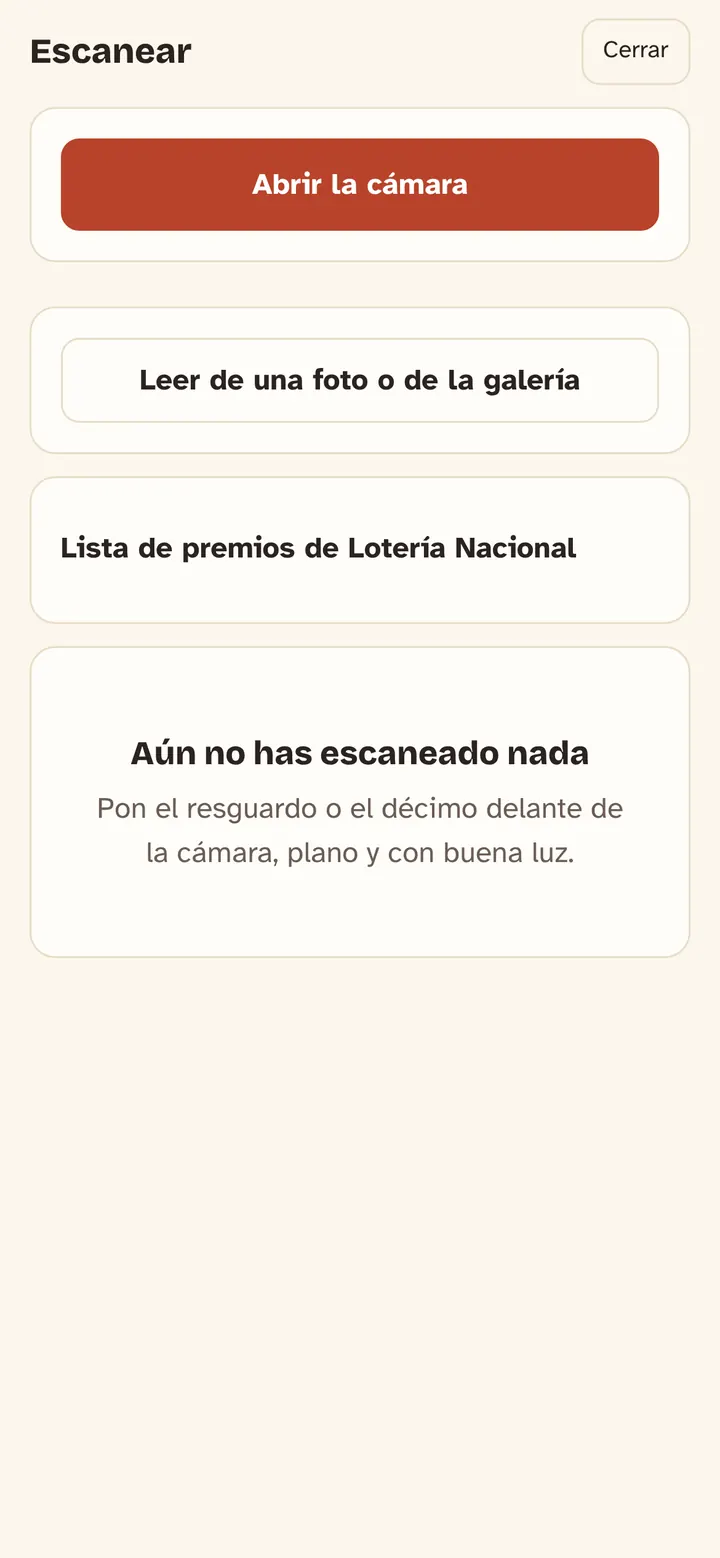 Escanear
Cerrar
Abrir la cámara
Leer de una foto o de la galería
Lista de premios de Lotería Nacional
Aún no has escaneado nada
Pon el resguardo o el décimo delante de
la cámara, plano y con buena luz.